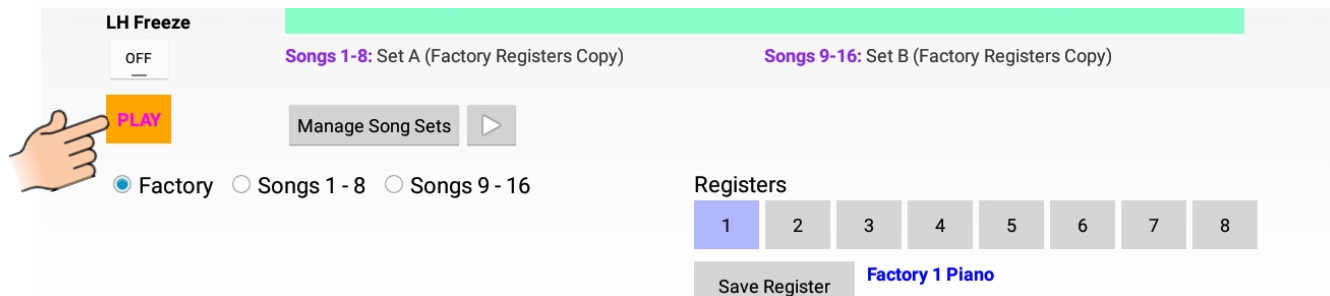 LH Freeze
OFF
Songs 1-8: Set A (Factory Registers Copy)
Songs 9-16: Set B (Factory Registers Copy)
PLAY
Manage Song Sets
Factory
Songs 1 - 8
Songs 9 - 16
Registers
1 2 3 4 5 6 7 8
Save Register
Factory 1 Piano